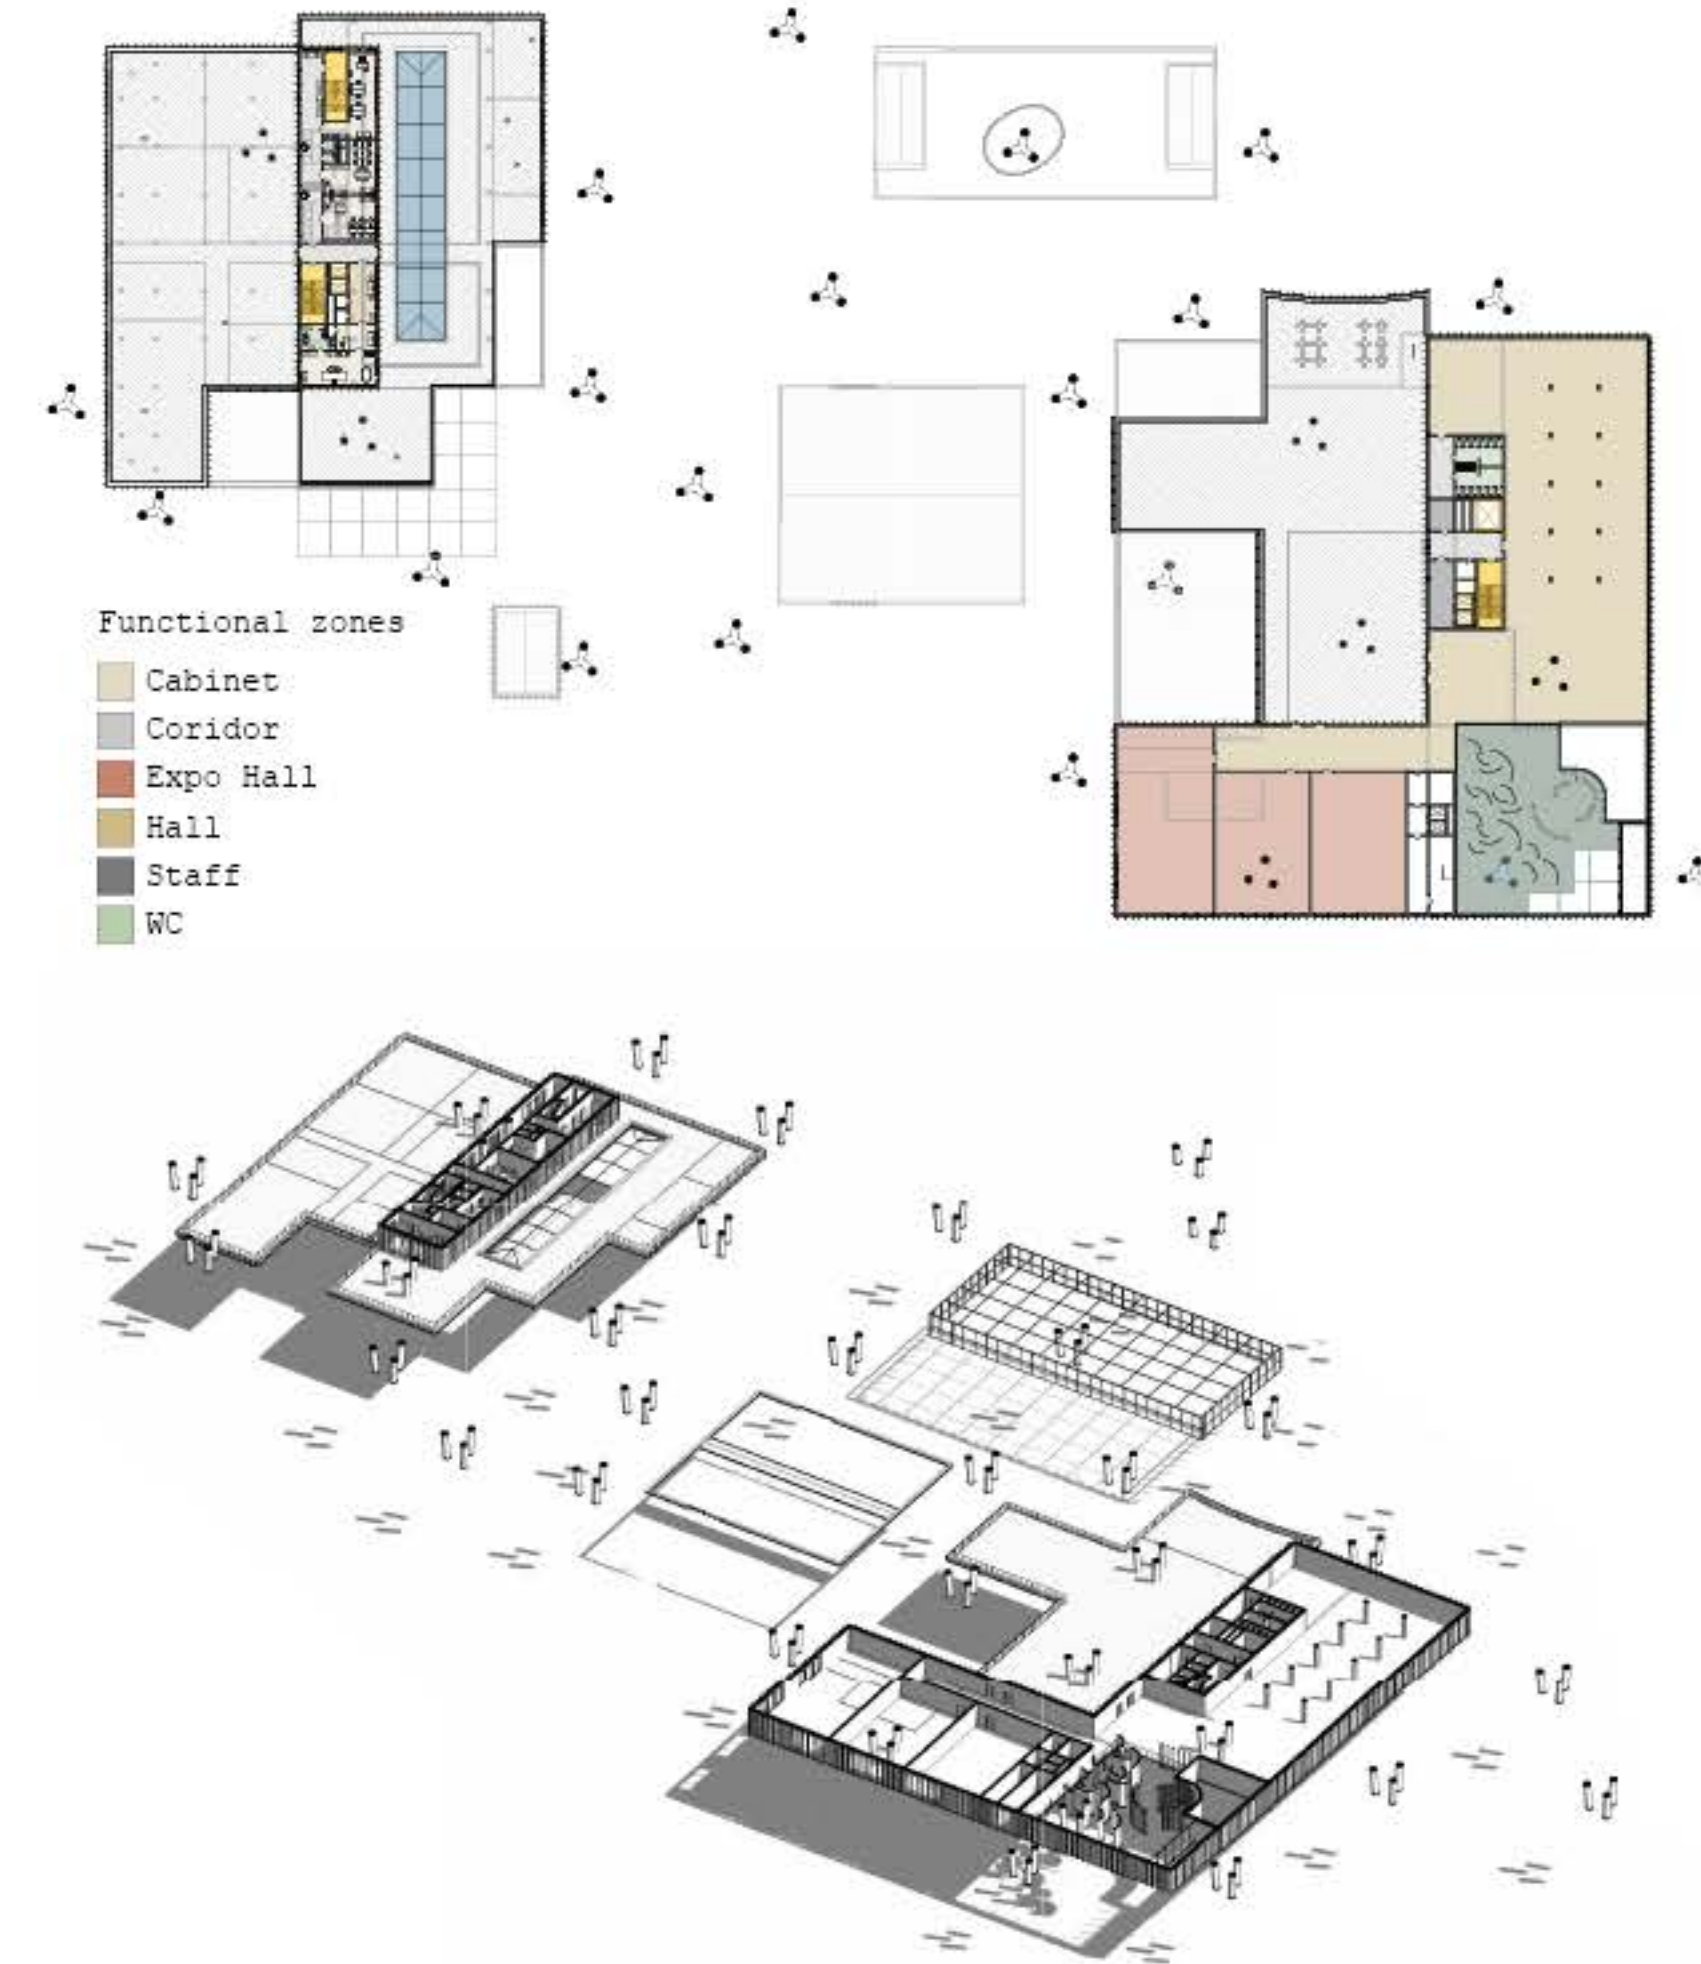 Functional zones
Cabinet
Coridor
Expo Hall
Hall
Staff
WC